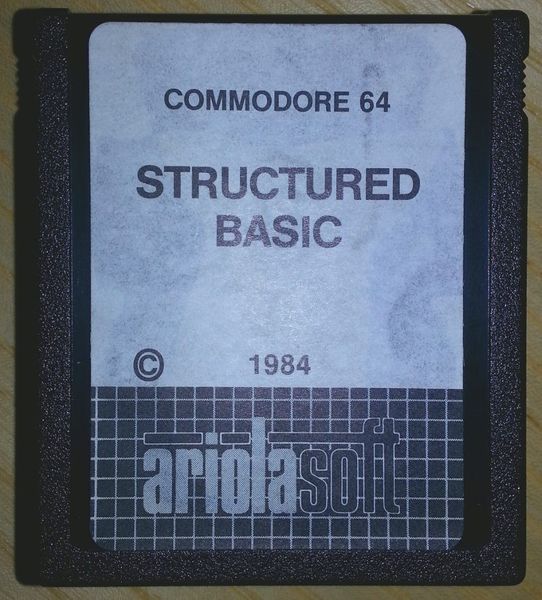 COMMODORE 64
STRUCTURED
BASIC
© 1984
ariolasoft